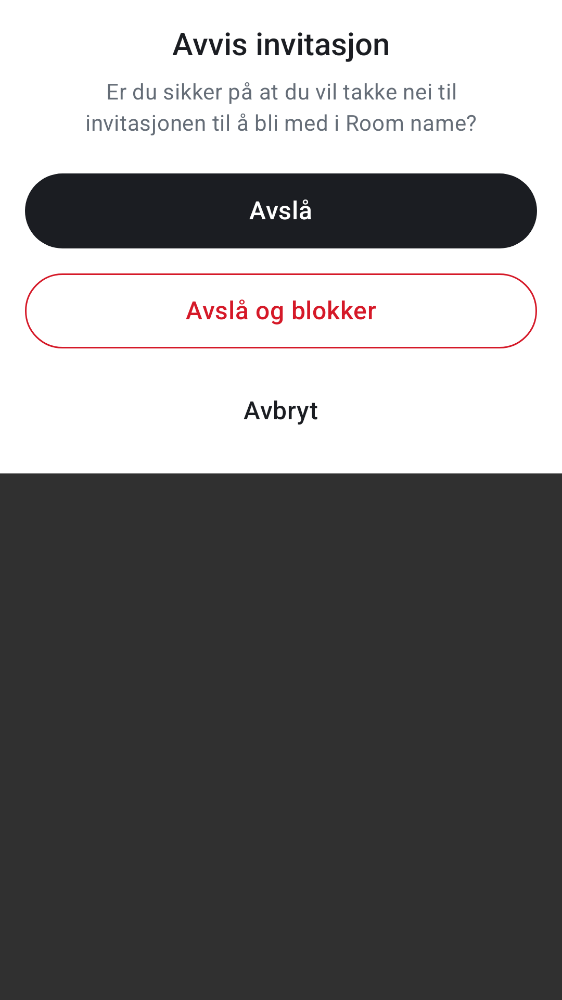 Avvis invitasjon
Er du sikker på at du vil takke nei til
invitasjonen til å bli med i Room name?
Avslå
Avslå og blokker
Avbryt